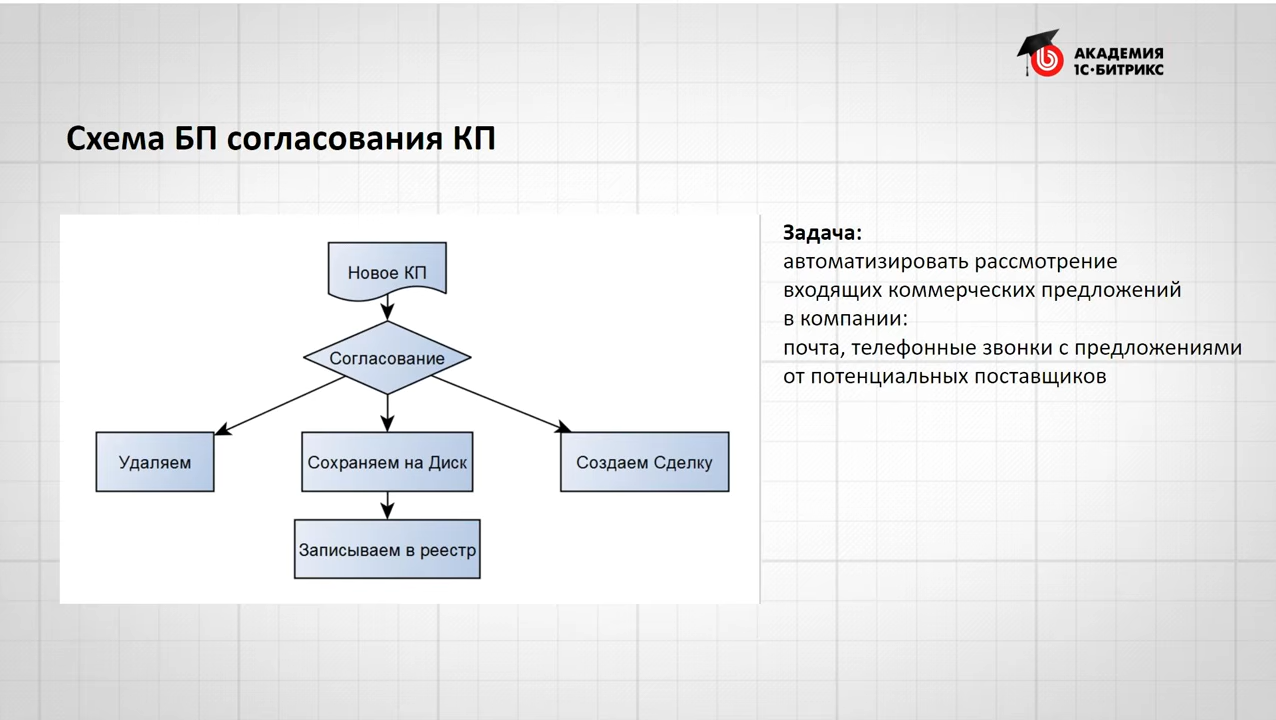 АКАДЕМИЯ
1С·БИТРИКС
Схема БП согласования КП
Новое КП
Согласование
Удаляем
Сохраняем на Диск
Создаем Сделку
Записываем в реестр
Задача:
автоматизировать рассмотрение
входящих коммерческих предложений
в компании:
почта, телефонные звонки с предложениями
от потенциальных поставщиков